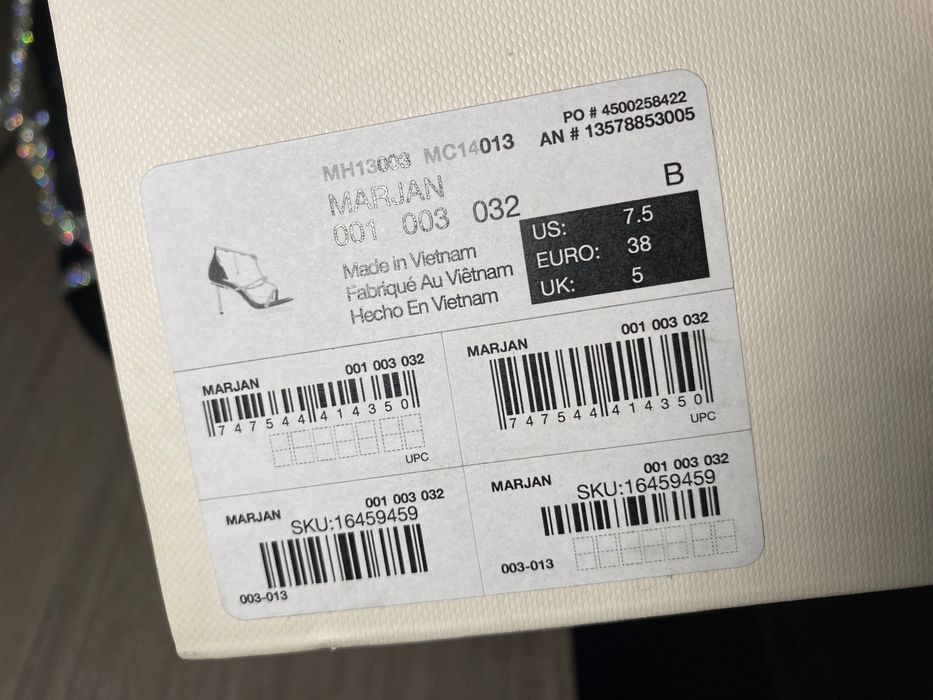 PO # 4500258422
MH13003 MC14013 AN # 13578853005
MARJAN B
001 003 032
US: 7.5
EURO: 38
UK: 5
Made in Vietnam
Fabriqué Au Viêtnam
Hecho En Vietnam
MARJAN 001 003 032
7 47544 41435 0
UPC
MARJAN 001 003 032
7 47544 41435 0
UPC
MARJAN 001 003 032
SKU:16459459
003-013
MARJAN 001 003 032
SKU:16459459
003-013